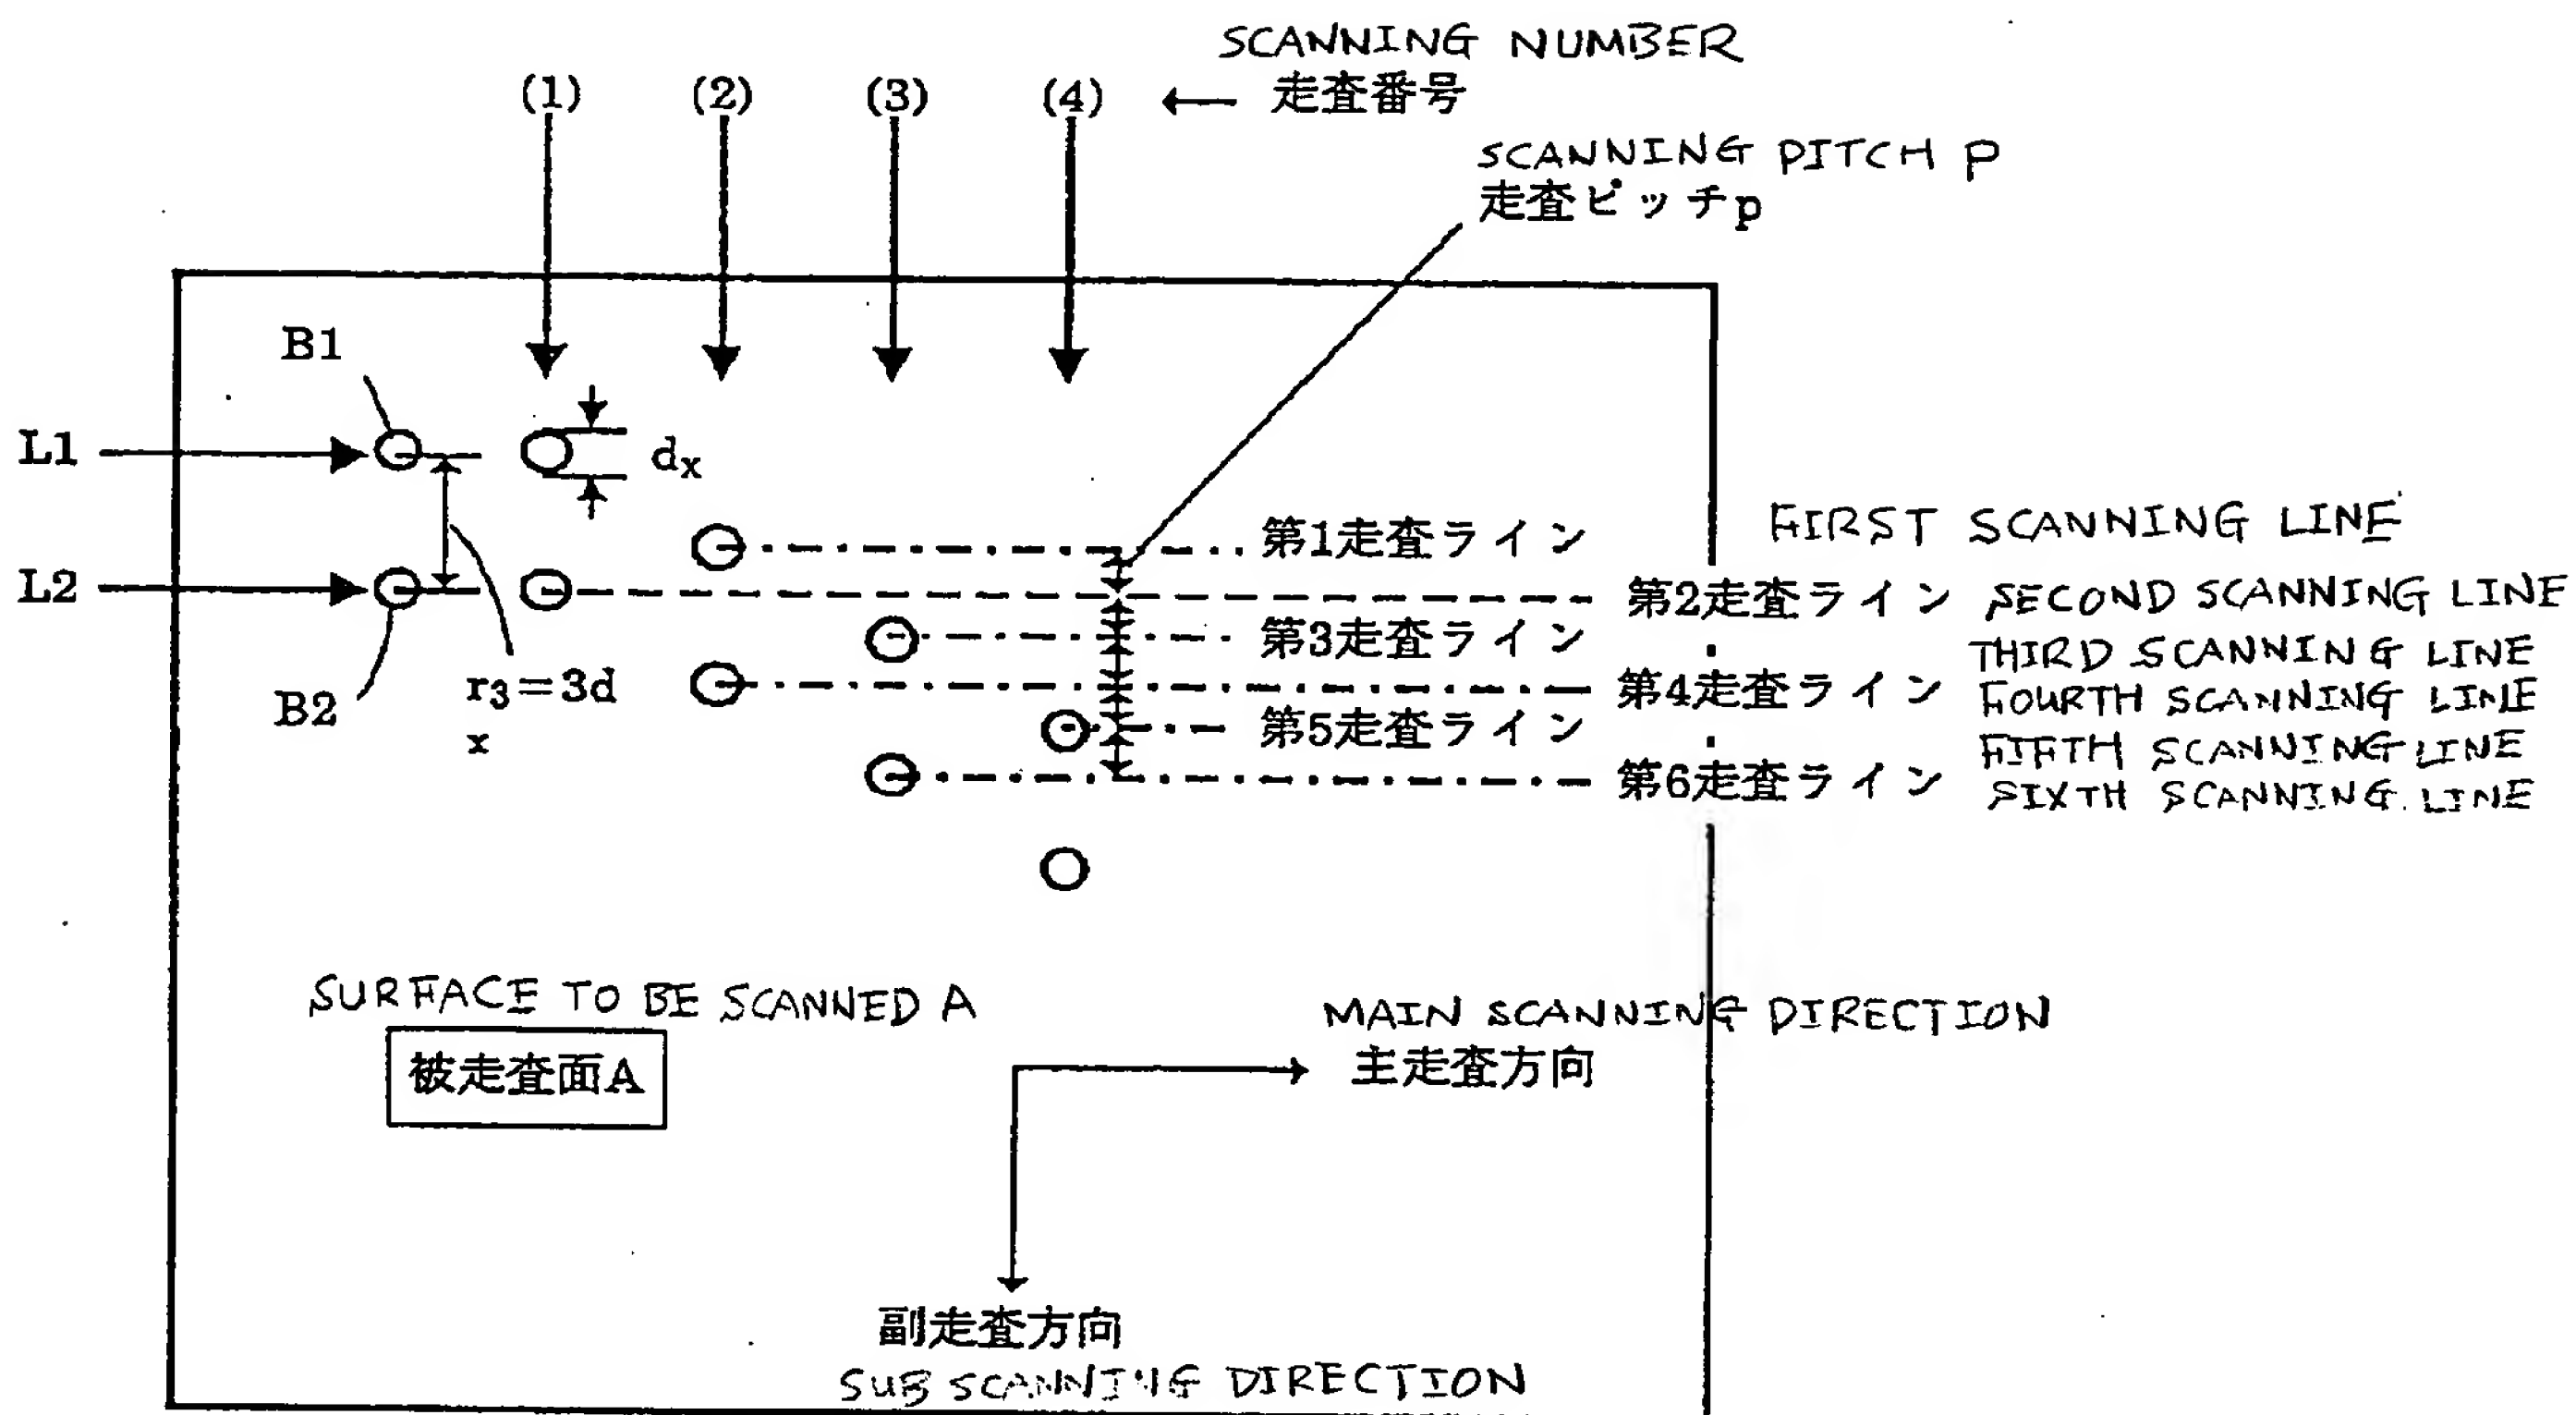 SCANNING NUMBER
(1) (2) (3) (4) ← 走査番号
SCANNING PITCH P
走査ピッチp
B1
L1
dx
第1走査ライン FIRST SCANNING LINE
L2
第2走査ライン SECOND SCANNING LINE
第3走査ライン THIRD SCANNING LINE
r3=3d
x
B2
第4走査ライン FOURTH SCANNING LINE
第5走査ライン FIFTH SCANNING LINE
第6走査ライン SIXTH SCANNING LINE
SURFACE TO BE SCANNED A
被走査面A
MAIN SCANNING DIRECTION
主走査方向
副走査方向
SUB SCANNING DIRECTION